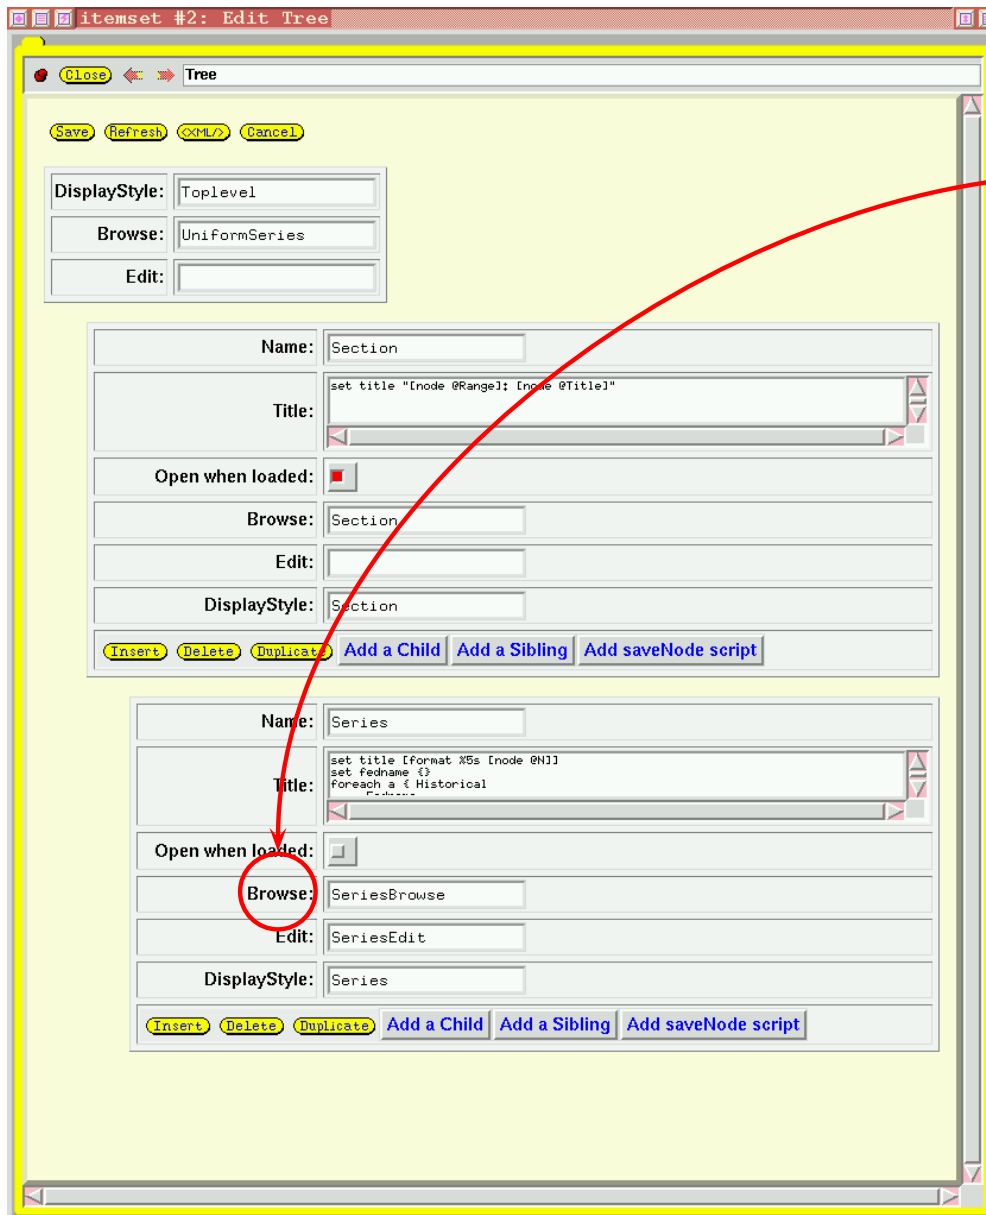 itemset #2: Edit Tree
Close Tree
Save Refresh <XML/> Cancel
DisplayStyle: Toplevel
Browse: UniformSeries
Edit:
Name: Section
Title: set title "[node @Range]: [node @Title]"
Open when loaded:
Browse: Section
Edit:
DisplayStyle: Section
Insert Delete Duplicate Add a Child Add a Sibling Add saveNode script
Name: Series
Title: set title [format %5s [node @N]]
set fedname {}
foreach a { Historical
Open when loaded:
Browse: SeriesBrowse
Edit: SeriesEdit
DisplayStyle: Series
Insert Delete Duplicate Add a Child Add a Sibling Add saveNode script